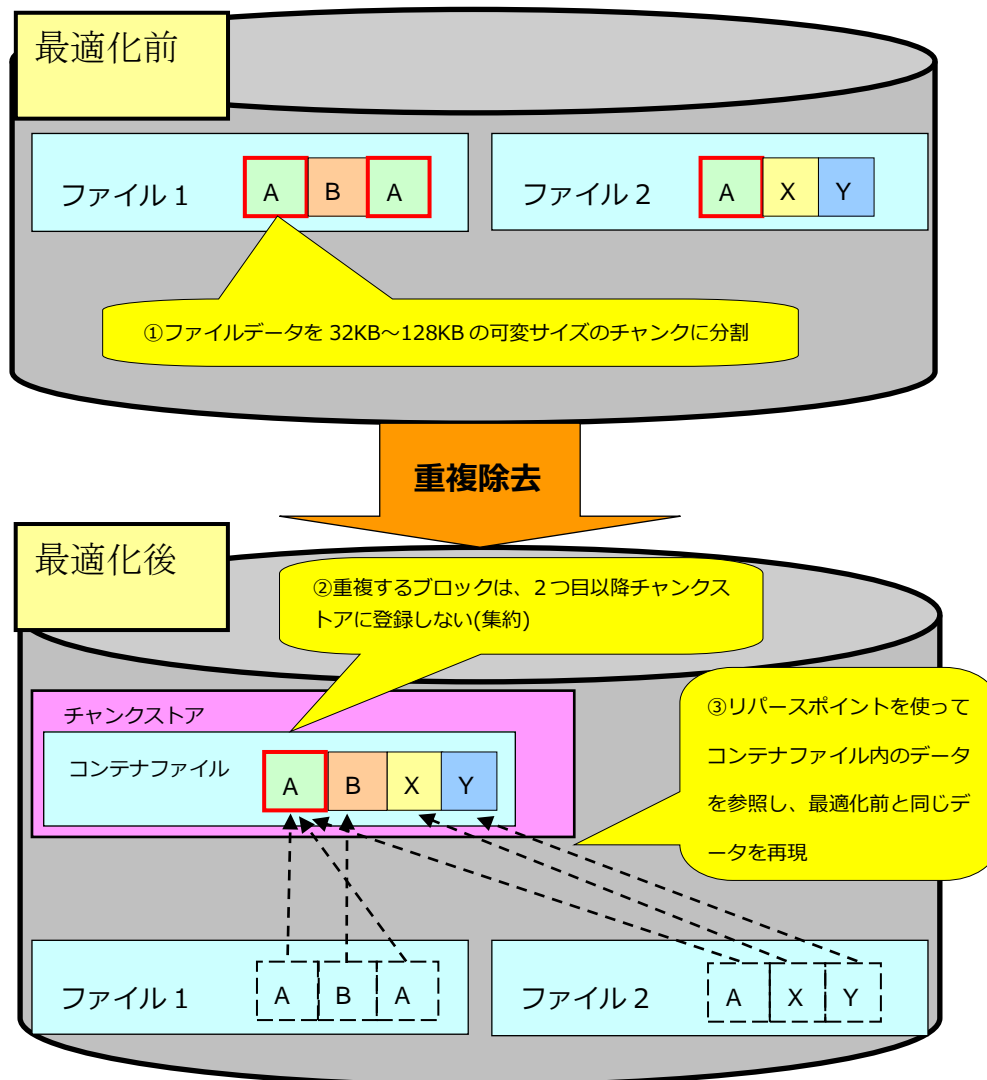 最適化前
ファイル 1
A B A
ファイル 2
A X Y
①ファイルデータを 32KB～128KB の可変サイズのチャンクに分割
重複除去
最適化後
②重複するブロックは、2 つ目以降チャンクス
トアに登録しない(集約)
チャンクストア
コンテナファイル
A B X Y
③リパースポイントを使って
コンテナファイル内のデータ
を参照し、最適化前と同じデ
ータを再現
ファイル 1
A B A
ファイル 2
A X Y